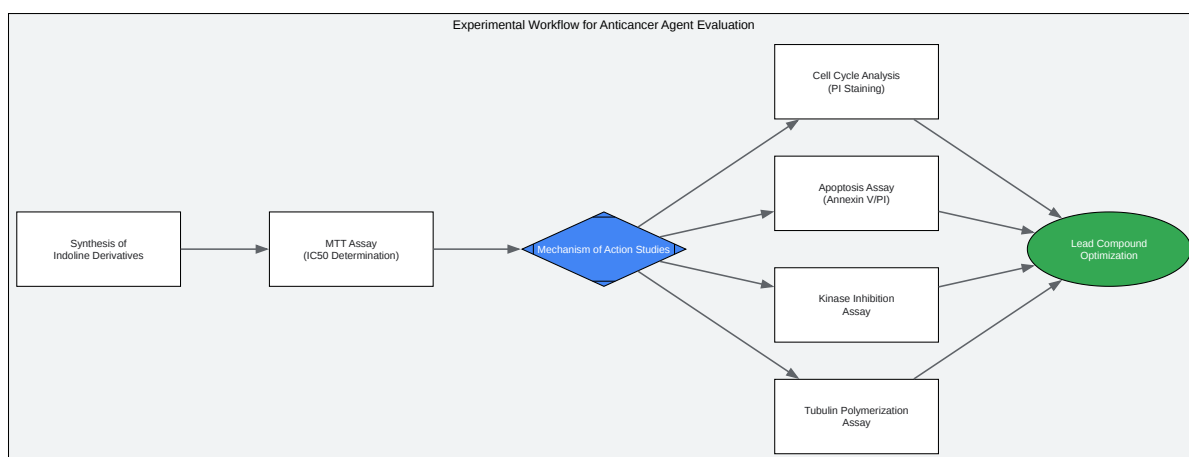 Experimental Workflow for Anticancer Agent Evaluation
Synthesis of
Indoline Derivatives
MTT Assay
(IC50 Determination)
Mechanism of Action Studies
Cell Cycle Analysis
(PI Staining)
Apoptosis Assay
(Annexin V/PI)
Kinase Inhibition
Assay
Tubulin Polymerization
Assay
Lead Compound
Optimization